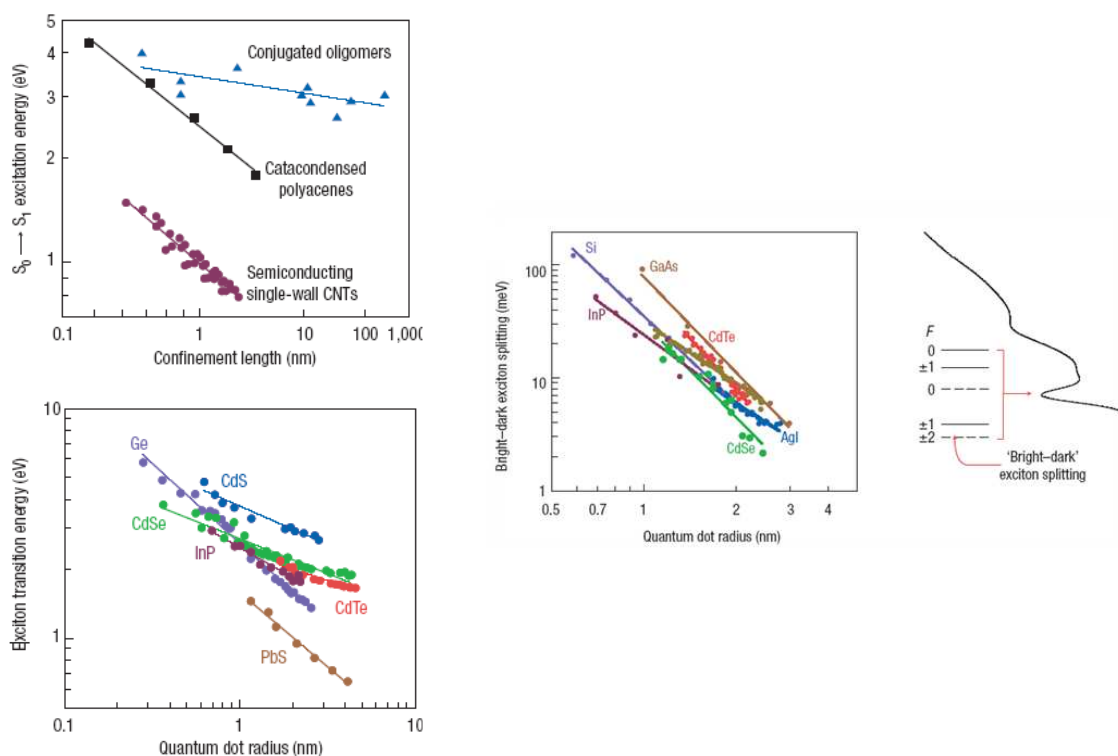 5
4
3
2
1
S₀ ⟶ S₁ excitation energy (eV)
Conjugated oligomers
Catacondensed
polyacenes
Semiconducting
single-wall CNTs
0.1
1
10
100
1,000
Confinement length (nm)
10
1
Exciton transition energy (eV)
Ge
CdS
CdSe
InP
CdTe
PbS
0.1
1
10
Quantum dot radius (nm)
100
10
1
Bright–dark exciton splitting (meV)
Si
GaAs
InP
CdTe
AgI
CdSe
0.5
0.7
1
2
3
4
Quantum dot radius (nm)
F
0
±1
0
±1
±2
‘Bright–dark’
exciton splitting